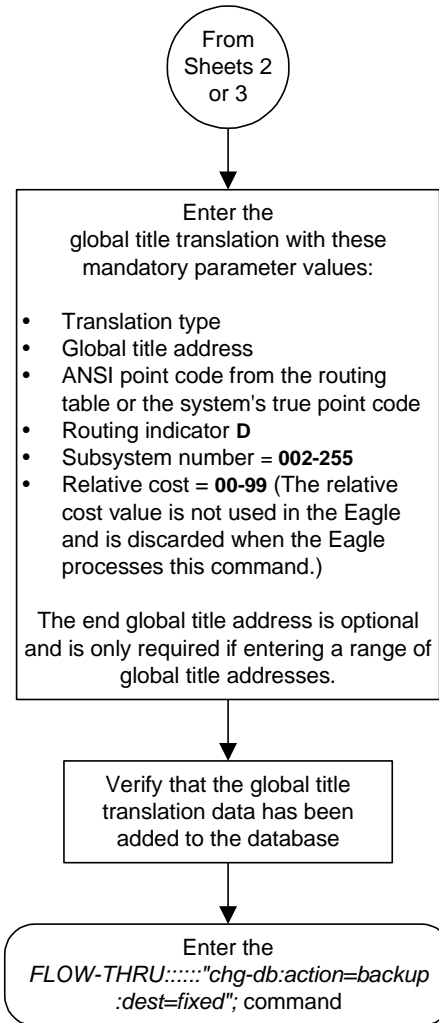 From
Sheets 2
or 3
Enter the
global title translation with these
mandatory parameter values:
• Translation type
• Global title address
• ANSI point code from the routing
table or the system's true point code
• Routing indicator D
• Subsystem number = 002-255
• Relative cost = 00-99 (The relative
cost value is not used in the Eagle
and is discarded when the Eagle
processes this command.)
The end global title address is optional
and is only required if entering a range of
global title addresses.
Verify that the global title
translation data has been
added to the database
Enter the
FLOW-THRU::::::"chg-db:action=backup
:dest=fixed"; command